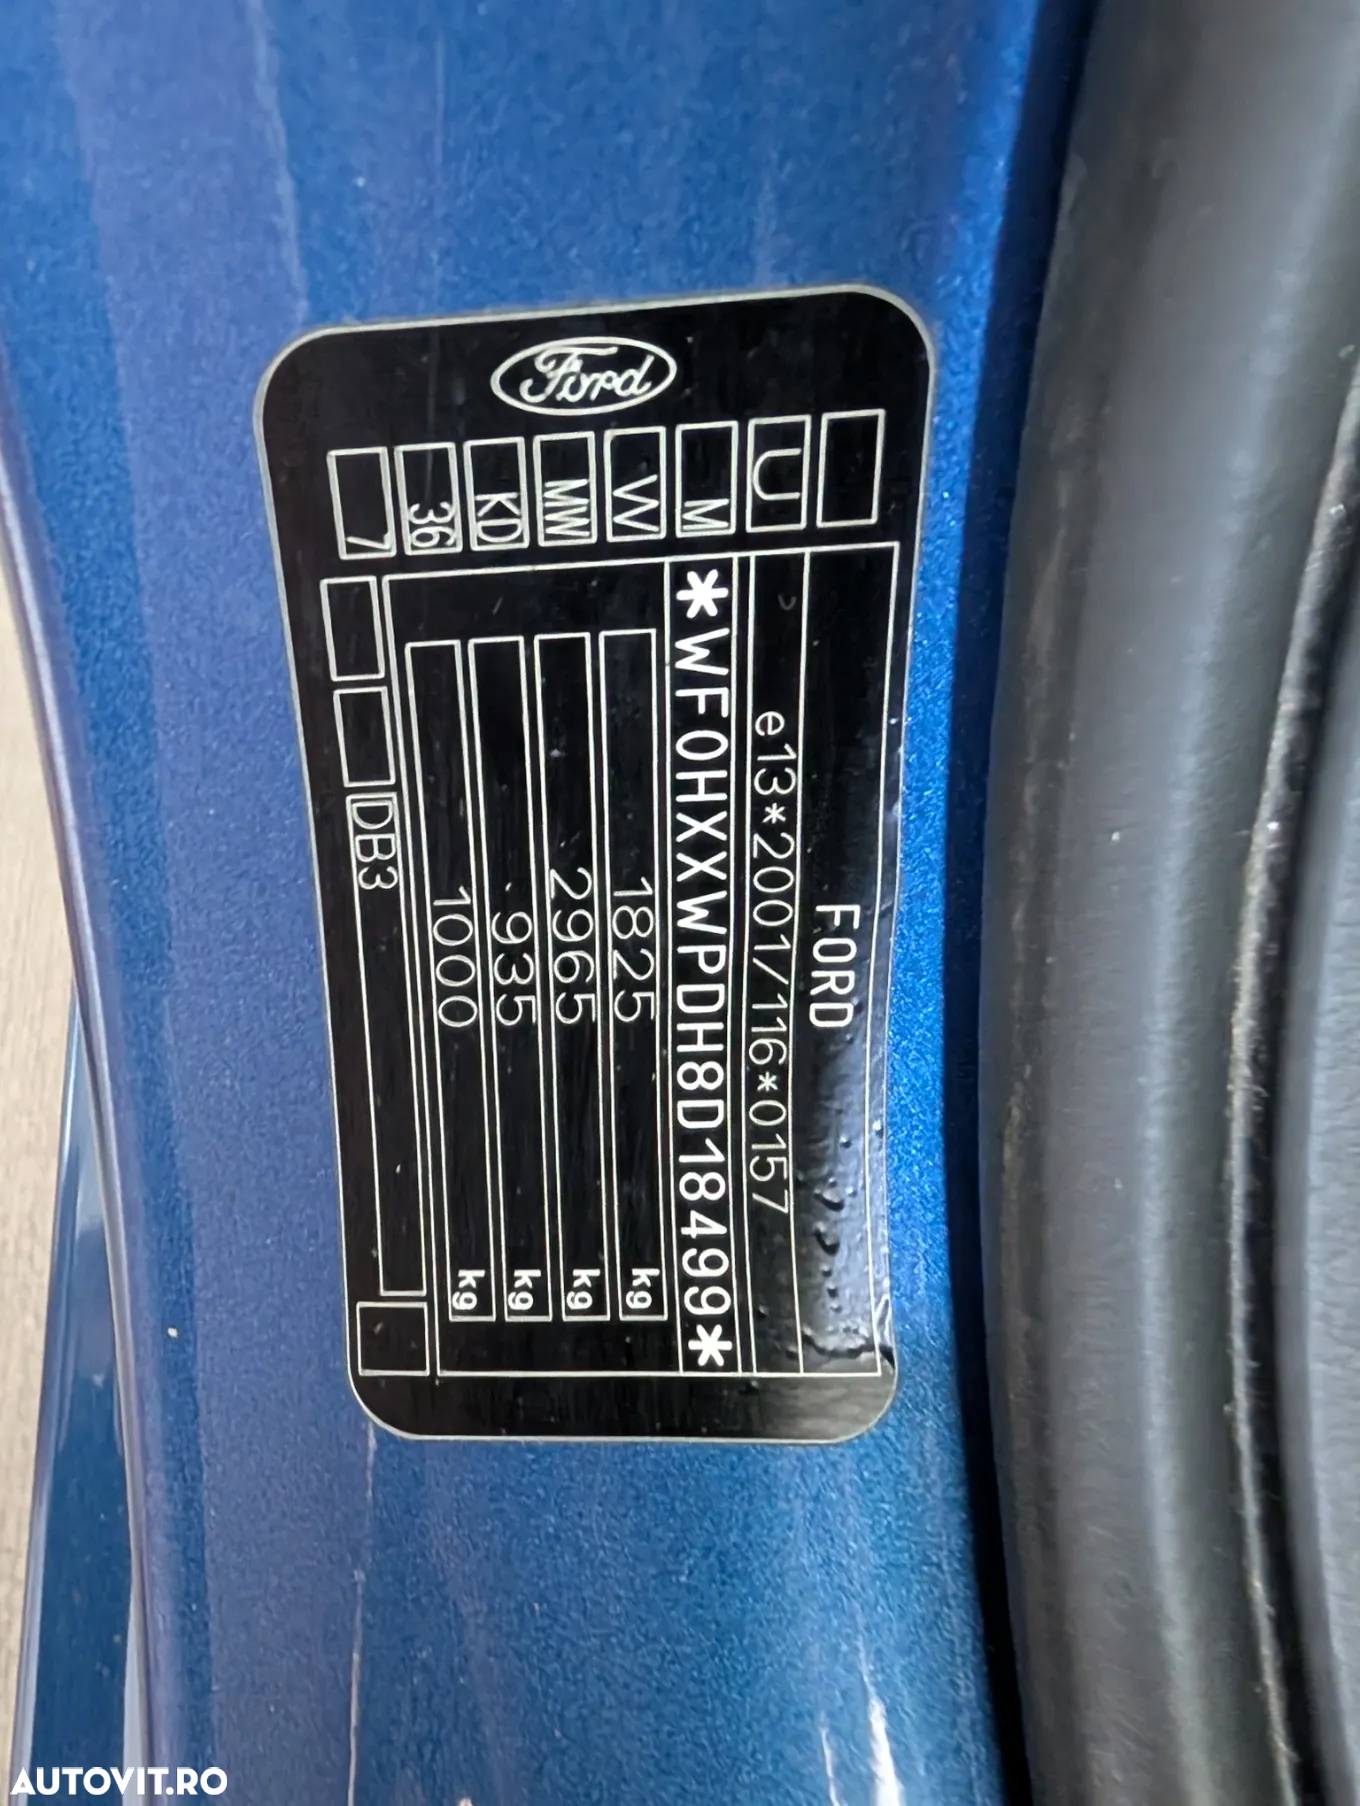 Ford
FORD
e13*2001/116*0157
*WF0HXXWPDH8D18499*
1825 kg
2965 kg
935 kg
1000 kg
DB3
U
M
W
MW
KD
36
7
AUTOVIT.RO